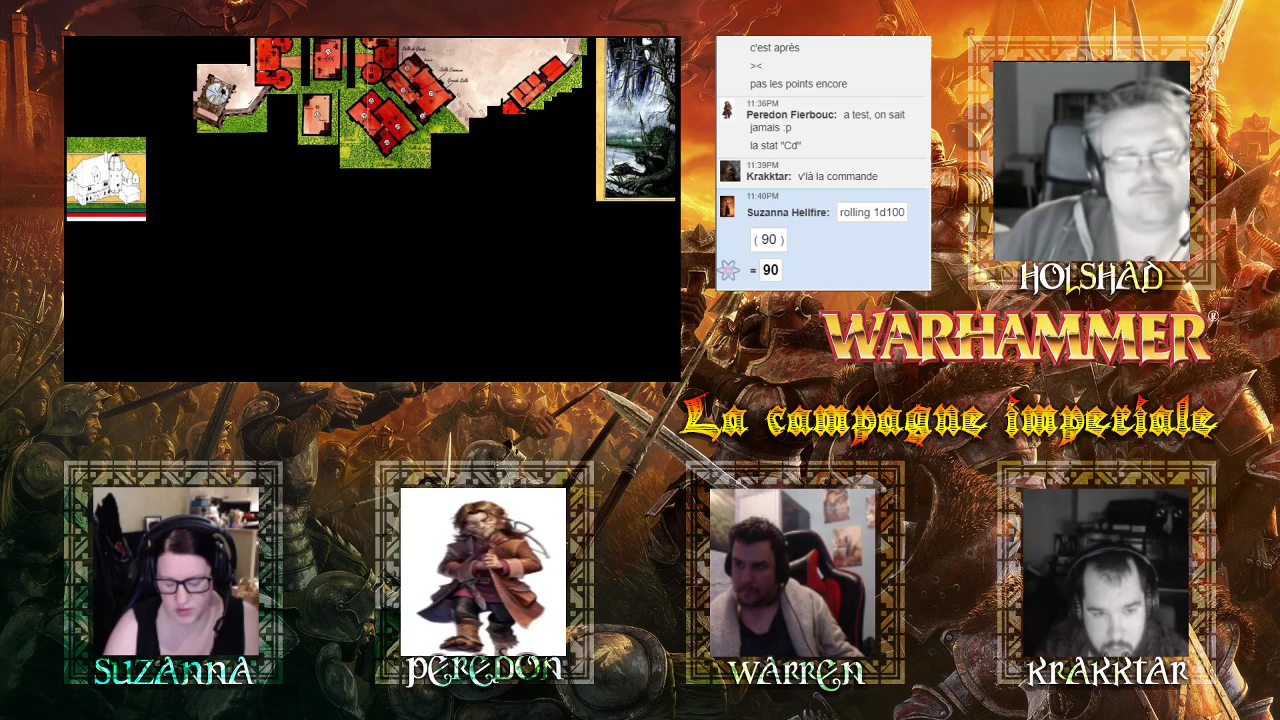 c'est après
><
pas les points encore
11:36PM
Peredon Fierbouc: a test, on sait
jamais :p
la stat "Cd"
11:39PM
Krakktar: v'là la commande
11:40PM
Suzanna Hellfire: rolling 1d100
( 90 )
= 90
HOLSHAD
WARHAMMER®
La campagne imperiale
SUZANNA
PEREDON
WARREN
KRAKKTAR